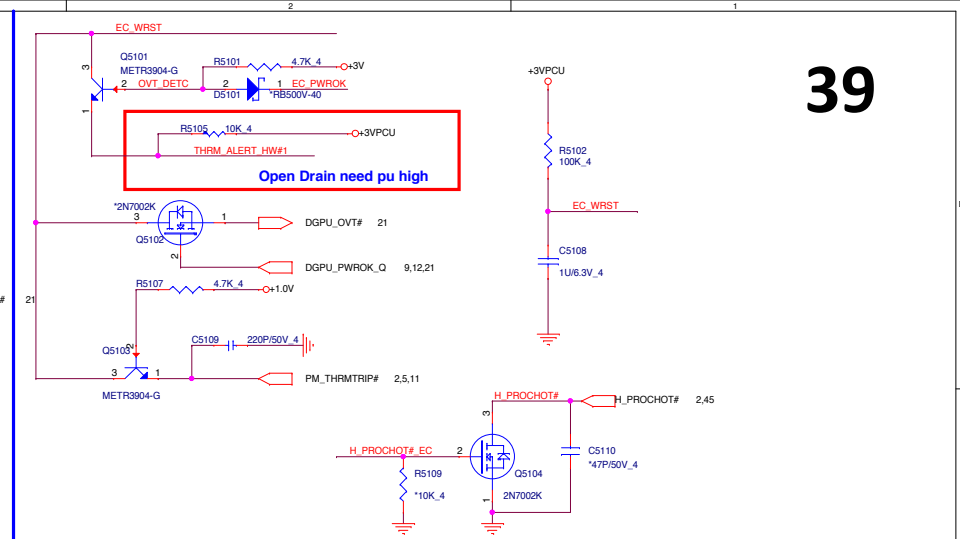 2
1
EC_WRST
Q5101
METR3904-G
3
2
1
OVT_DETC
R5101
4.7K_4
+3V
2
1
EC_PWROK
D5101
*RB500V-40
R5105
10K_4
+3VPCU
THRM_ALERT_HW#1
Open Drain need pu high
*2N7002K
3
1
2
Q5102
DGPU_OVT#
21
DGPU_PWROK_Q
9,12,21
R5107
4.7K_4
+1.0V
#
21
C5109
220P/50V_4
Q5103
2
3
1
METR3904-G
PM_THRMTRIP#
2,5,11
+3VPCU
39
R5102
100K_4
EC_WRST
C5108
1U/6.3V_4
H_PROCHOT#
H_PROCHOT#
2,45
3
H_PROCHOT#_EC
2
C5110
*47P/50V_4
R5109
*10K_4
Q5104
1
2N7002K